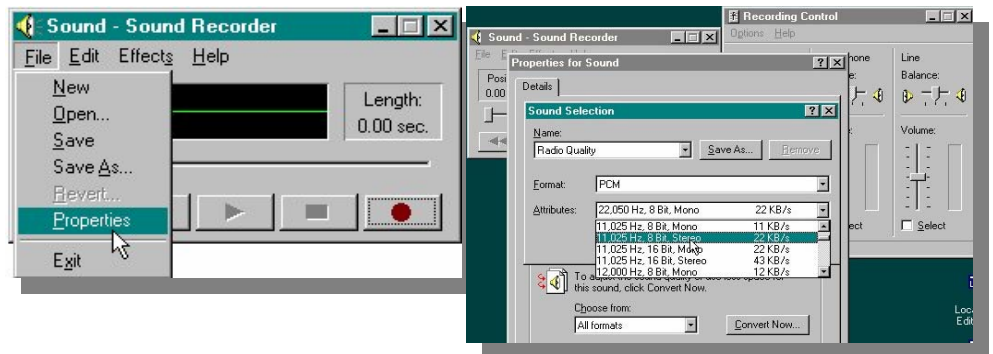 Sound - Sound Recorder
File Edit Effects Help
New
Open...
Save
Save As...
Revert...
Properties
Exit
Length:
0.00 sec.
Recording Control
Options Help
Sound - Sound Recorder
File
Properties for Sound
Details
0.00
Sound Selection
Name:
Radio Quality
Save As...
Remove
Format:
PCM
Attributes:
22,050 Hz, 8 Bit, Mono 22 KB/s
11,025 Hz, 8 Bit, Mono 11 KB/s
11,025 Hz, 8 Bit, Stereo 22 KB/s
11,025 Hz, 16 Bit, Mono 22 KB/s
11,025 Hz, 16 Bit, Stereo 43 KB/s
12,000 Hz, 8 Bit, Mono 12 KB/s
this sound, click Convert Now.
Choose from:
All formats
Convert Now...
Line
Balance:
Volume:
Select